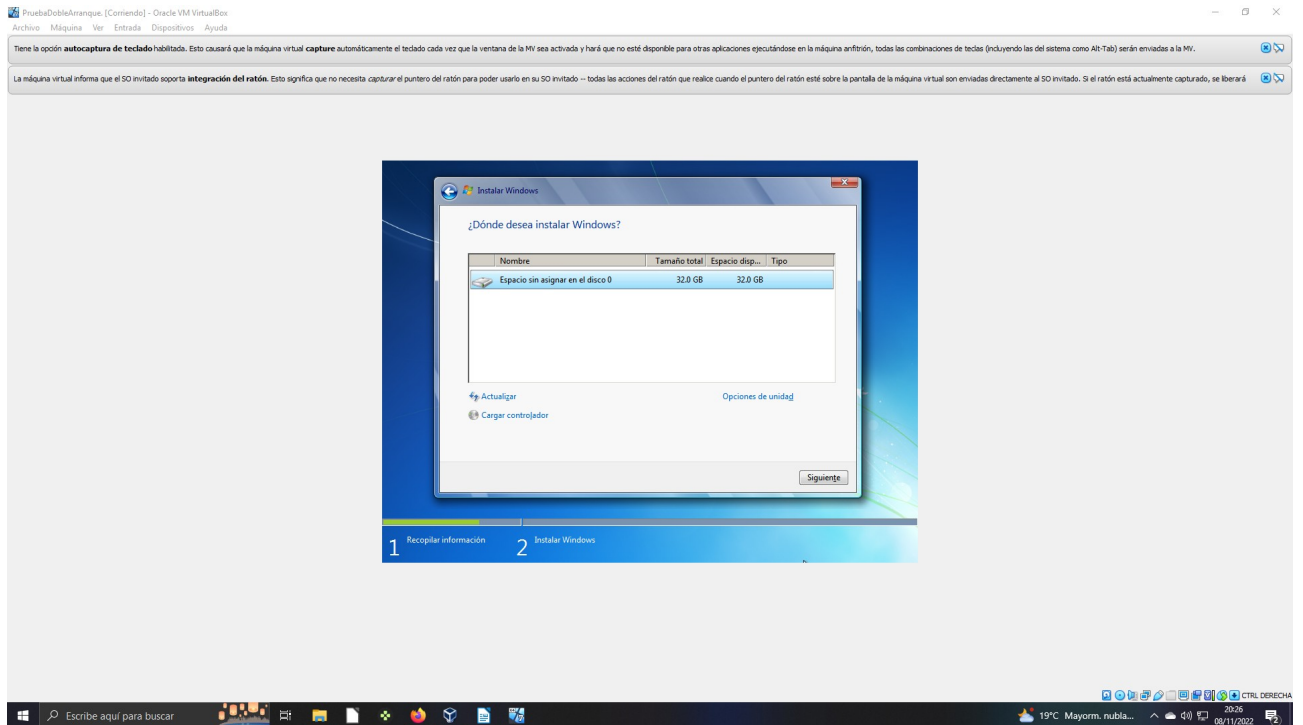 PruebaDobleArranque. [Corriendo] - Oracle VM VirtualBox
Archivo Máquina Ver Entrada Dispositivos Ayuda
Tiene la opción autocaptura de teclado habilitada. Esto causará que la máquina virtual capture automáticamente el teclado cada vez que la ventana de la MV sea activada y hará que no esté disponible para otras aplicaciones ejecutándose en la máquina anfitrión, todas las combinaciones de teclas (incluyendo las del sistema como Alt-Tab) serán enviadas a la MV.
La máquina virtual informa que el SO invitado soporta integración del ratón. Esto significa que no necesita capturar el puntero del ratón para poder usarlo en su SO invitado -- todas las acciones del ratón que realice cuando el puntero del ratón esté sobre la pantalla de la máquina virtual son enviadas directamente al SO invitado. Si el ratón está actualmente capturado, se liberará
Instalar Windows
¿Dónde desea instalar Windows?
Nombre Tamaño total Espacio disp... Tipo
Espacio sin asignar en el disco 0 32.0 GB 32.0 GB
Actualizar Opciones de unidad
Cargar controlador
Siguiente
1 Recopilar información 2 Instalar Windows
CTRL DERECHA
Escribe aquí para buscar
19°C Mayorm. nubla...
20:26
08/11/2022
2